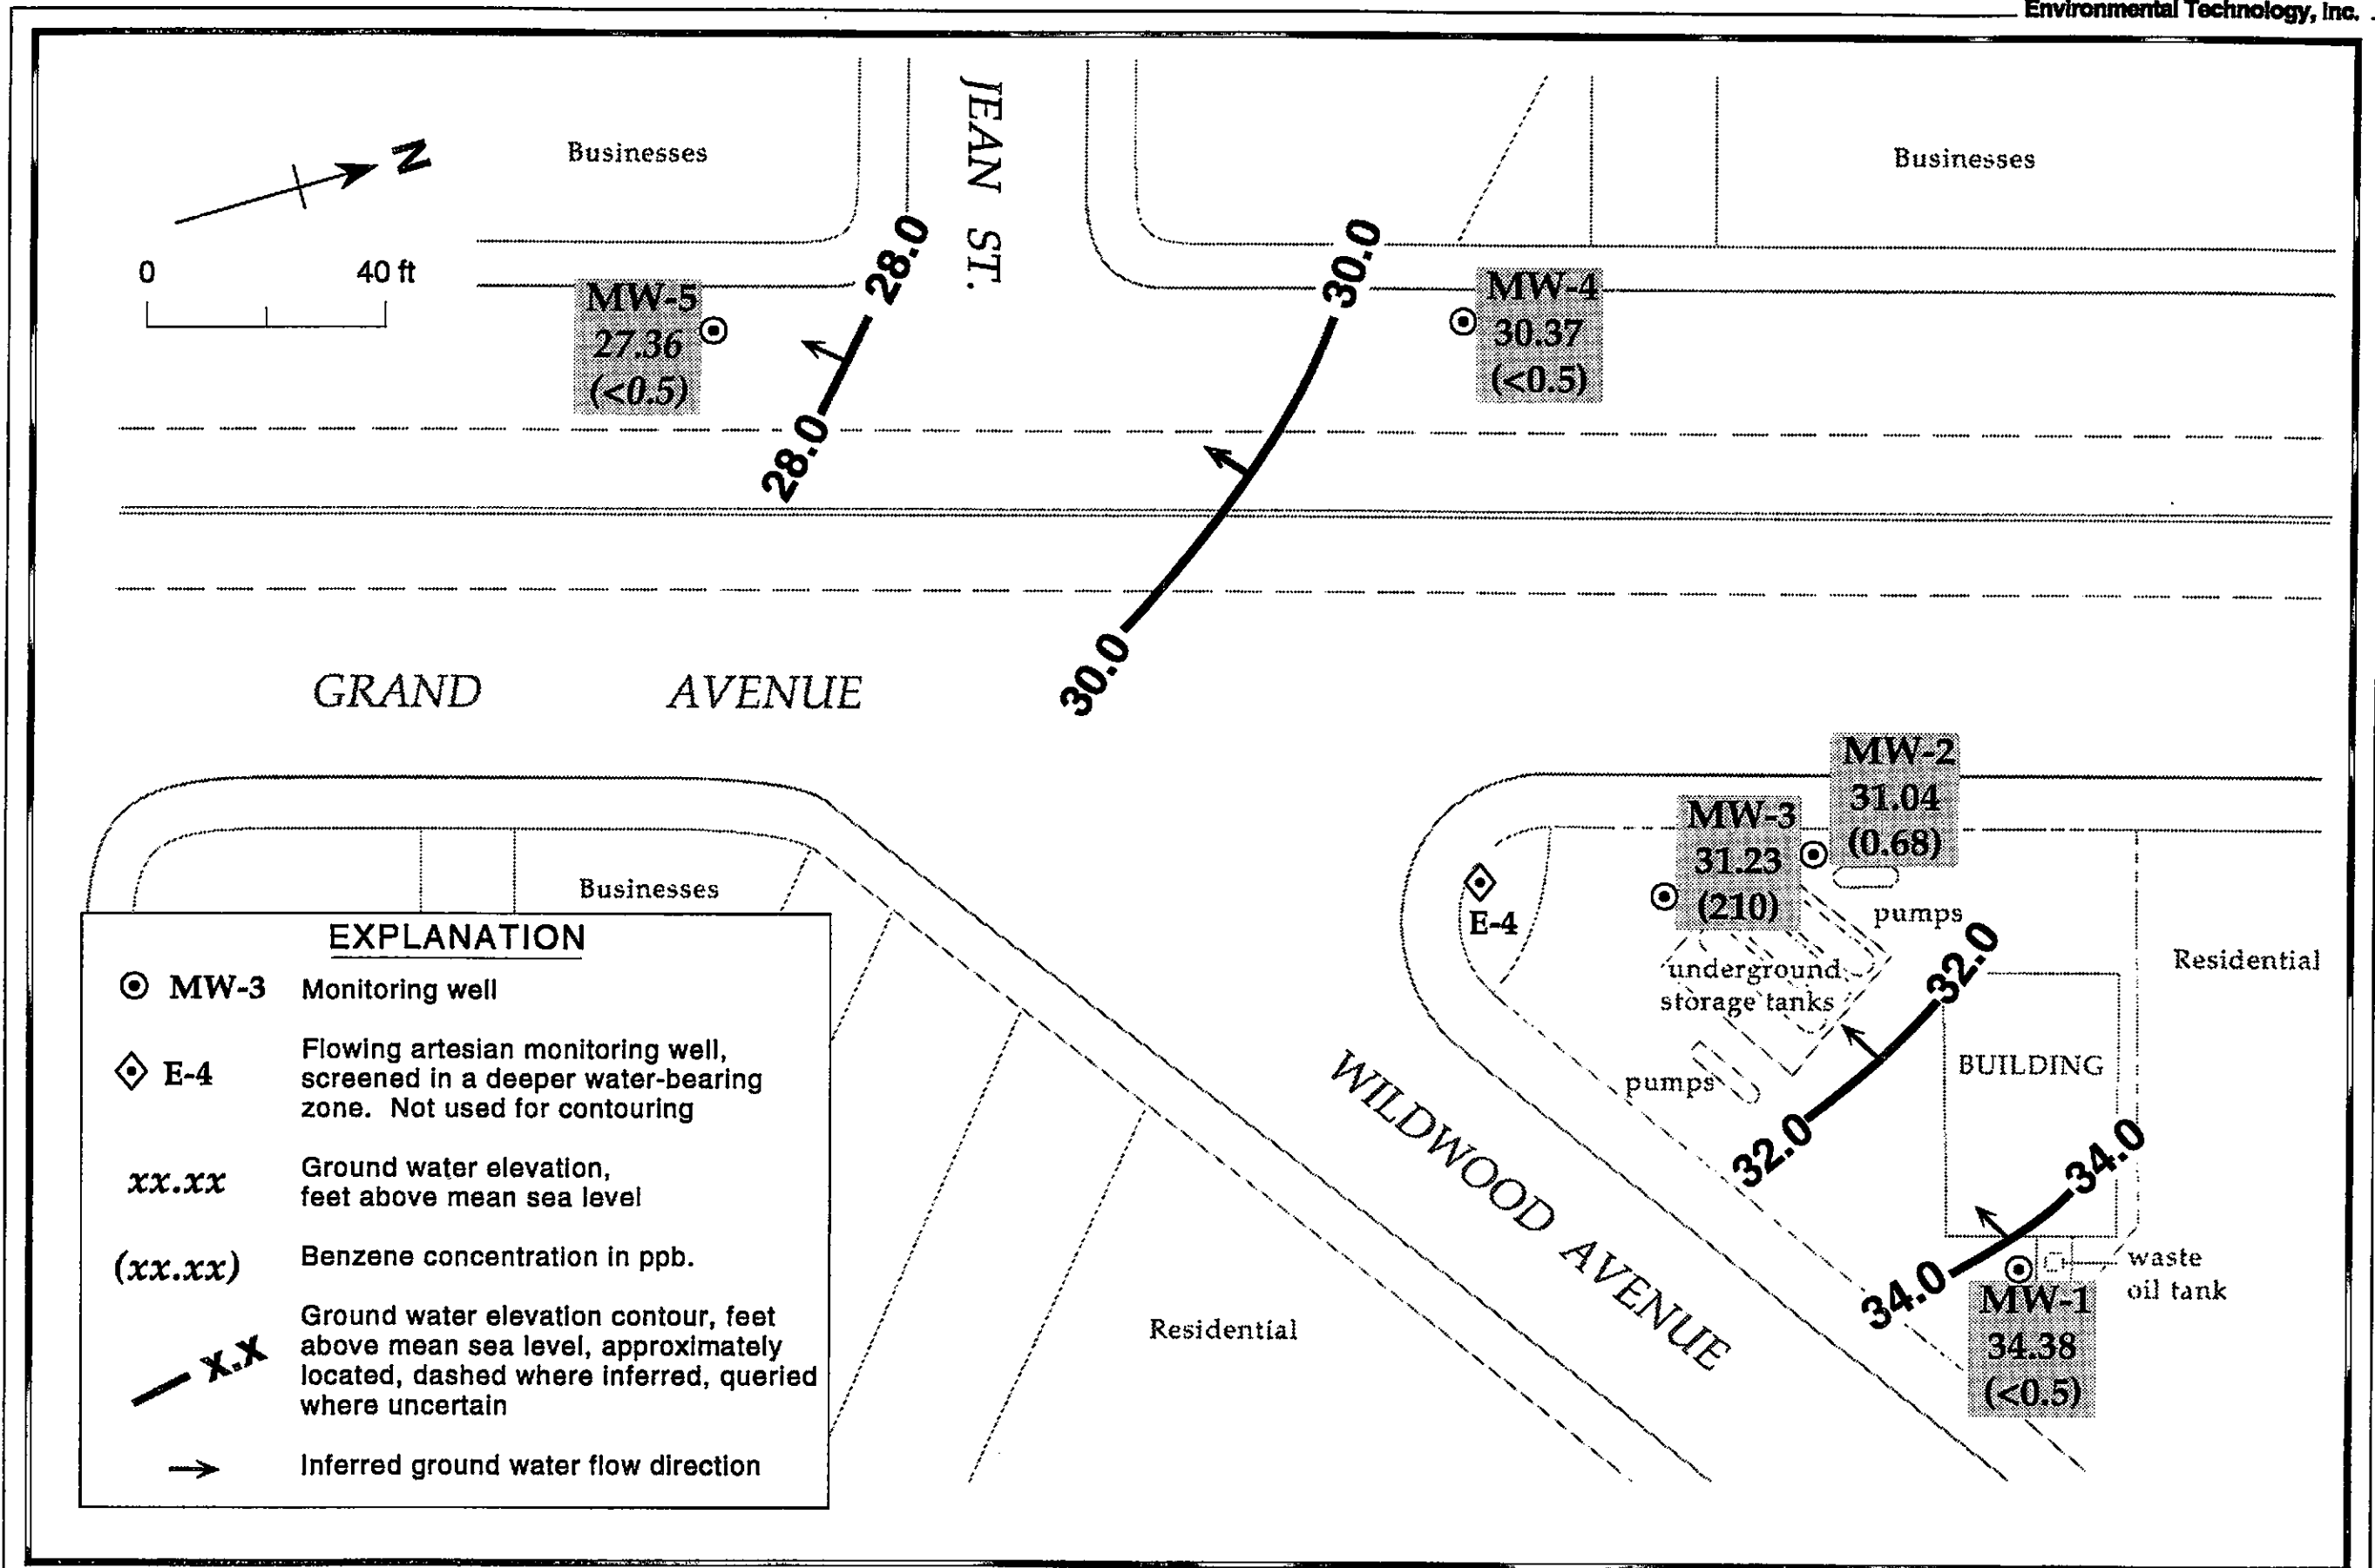 Environmental Technology, Inc.
JEAN ST.
N
Businesses
Businesses
0 40 ft
28.0
30.0
MW-5
27.36
(<0.5)
MW-4
30.37
(<0.5)
28.0
30.0
GRAND AVENUE
MW-2
31.04
(0.68)
MW-3
31.23
(210)
E-4
pumps
Businesses
underground
storage tanks
32.0
Residential
pumps
BUILDING
32.0
34.0
WILDWOOD AVENUE
34.0
waste
oil tank
MW-1
34.38
(<0.5)
Residential
EXPLANATION
MW-3 Monitoring well
E-4 Flowing artesian monitoring well,
screened in a deeper water-bearing
zone. Not used for contouring
xx.xx Ground water elevation,
feet above mean sea level
(xx.xx) Benzene concentration in ppb.
x.x Ground water elevation contour, feet
above mean sea level, approximately
located, dashed where inferred, queried
where uncertain
Inferred ground water flow direction